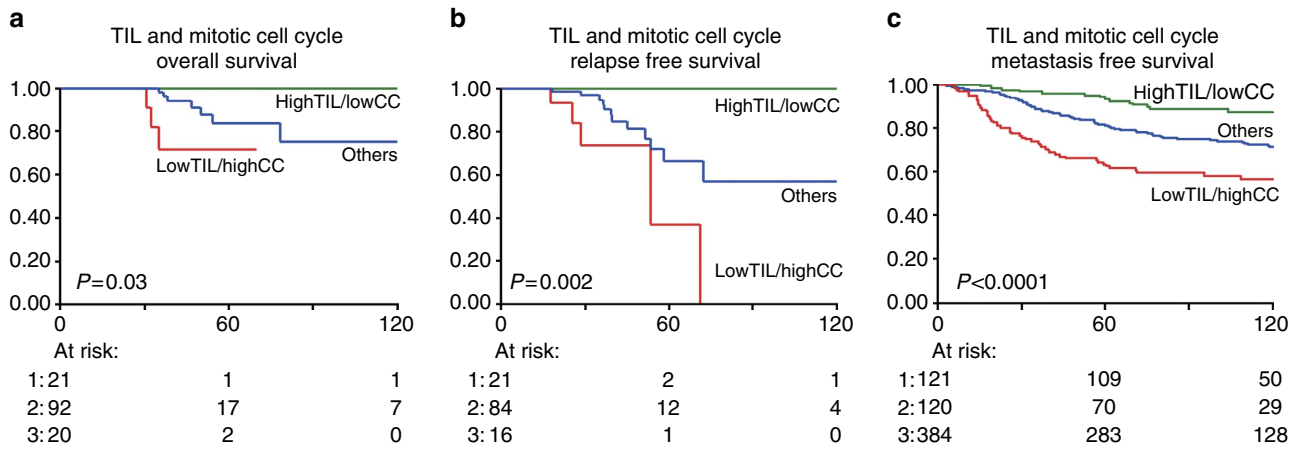 a
TIL and mitotic cell cycle
overall survival
1.00
0.80
0.60
0.40
0.20
0.00
HighTIL/lowCC
Others
LowTIL/highCC
P=0.03
0 60 120
At risk:
1:21 1 1
2:92 17 7
3:20 2 0
b
TIL and mitotic cell cycle
relapse free survival
1.00
0.80
0.60
0.40
0.20
0.00
HighTIL/lowCC
Others
LowTIL/highCC
P=0.002
0 60 120
At risk:
1:21 2 1
2:84 12 4
3:16 1 0
c
TIL and mitotic cell cycle
metastasis free survival
1.00
0.80
0.60
0.40
0.20
0.00
HighTIL/lowCC
Others
LowTIL/highCC
P<0.0001
0 60 120
At risk:
1:121 109 50
2:120 70 29
3:384 283 128